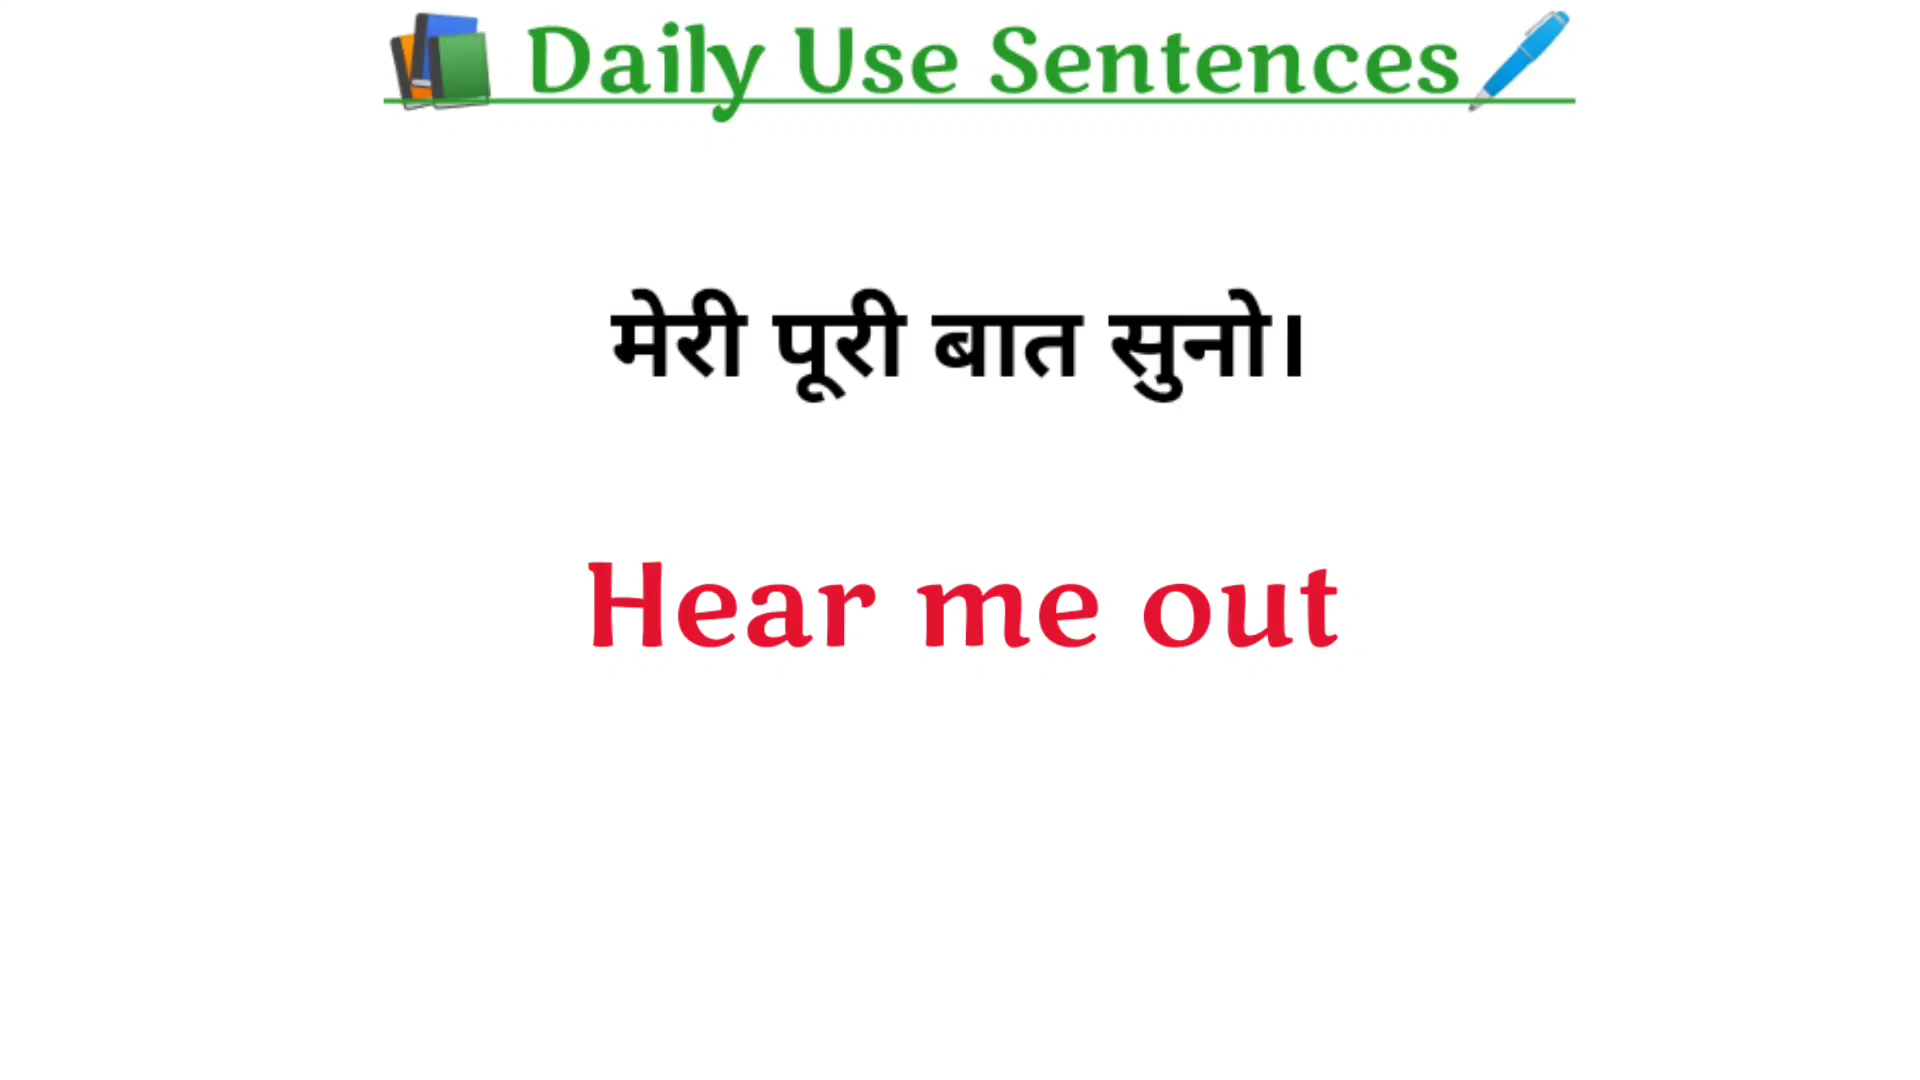 Daily Use Sentences
मेरी पूरी बात सुनो।
Hear me out